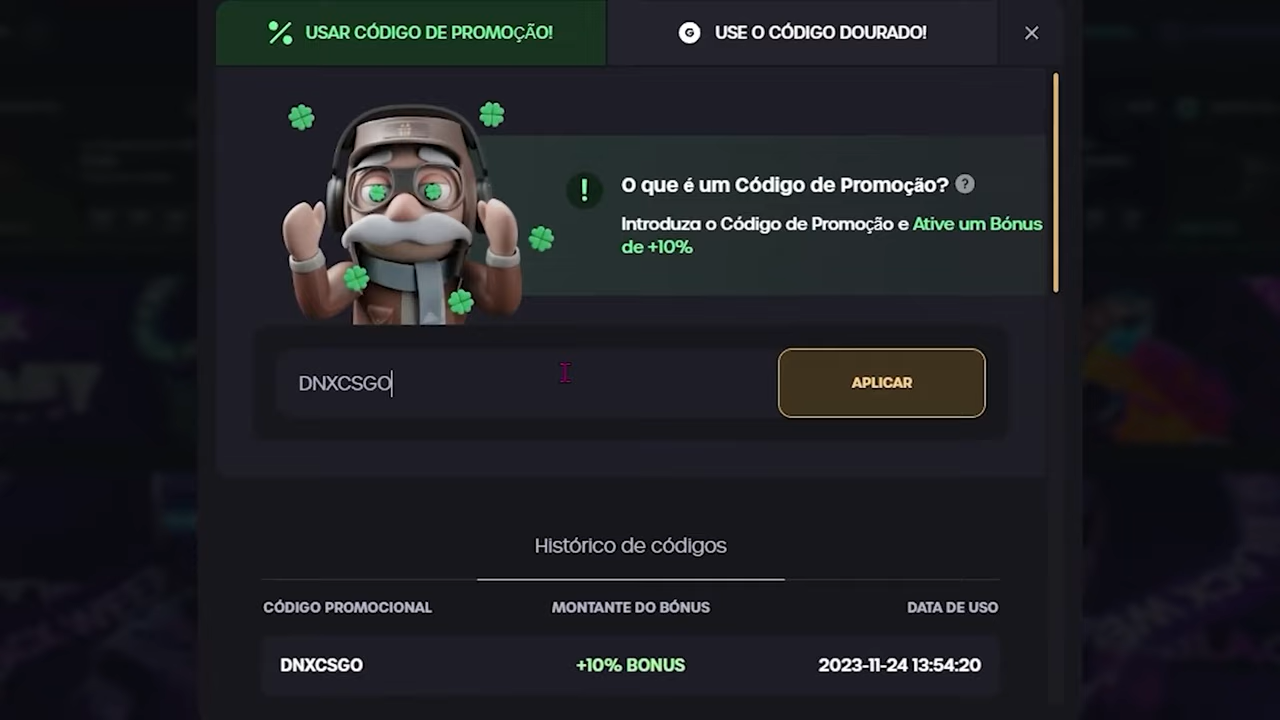 USAR CÓDIGO DE PROMOÇÃO!
G USE O CÓDIGO DOURADO!
O que é um Código de Promoção? ?
Introduza o Código de Promoção e Ative um Bónus
de +10%
DNXCSGO
APLICAR
Histórico de códigos
CÓDIGO PROMOCIONAL MONTANTE DO BÓNUS DATA DE USO
DNXCSGO +10% BONUS 2023-11-24 13:54:20